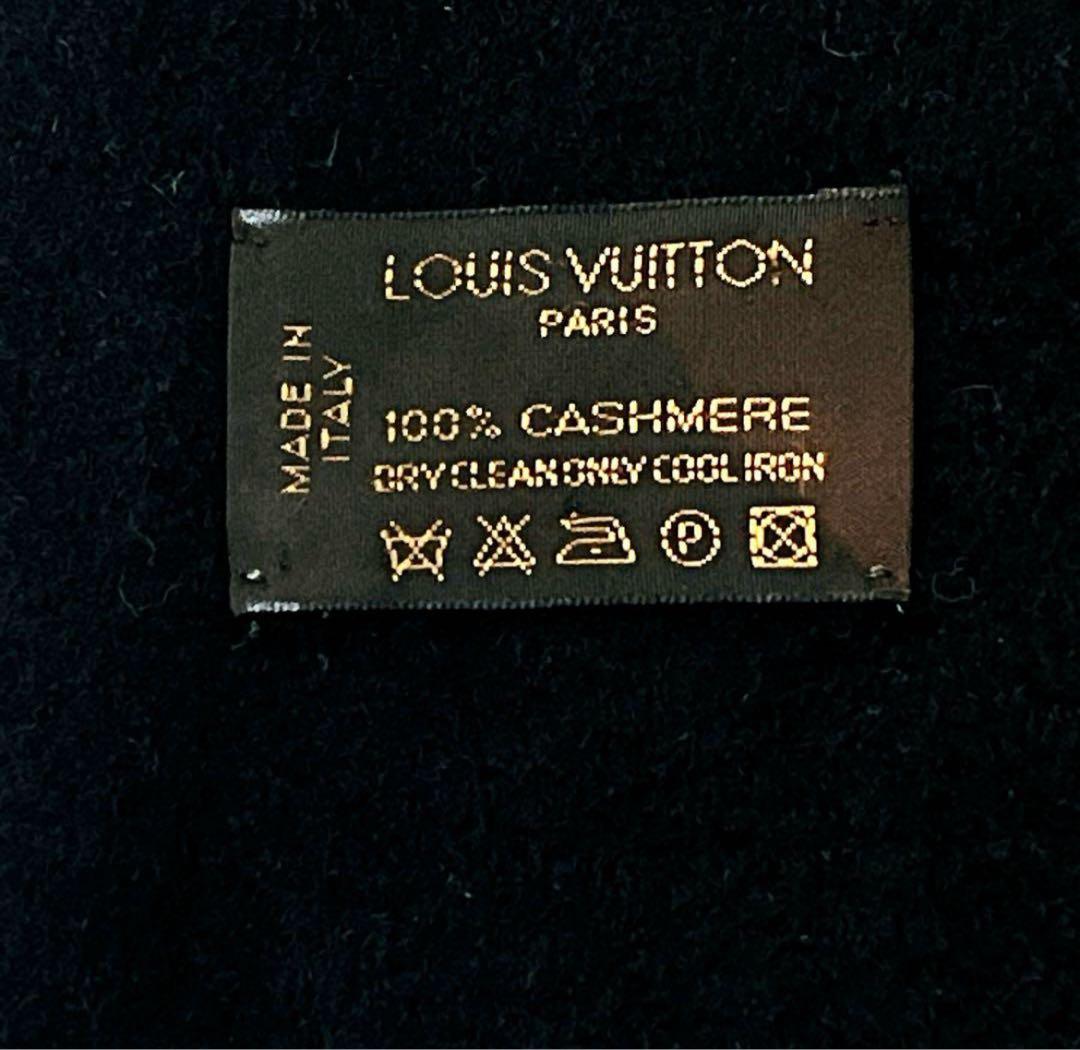 LOUIS VUITTON
PARIS
MADE IN
ITALY
100% CASHMERE
DRY CLEAN ONLY COOL IRON
P